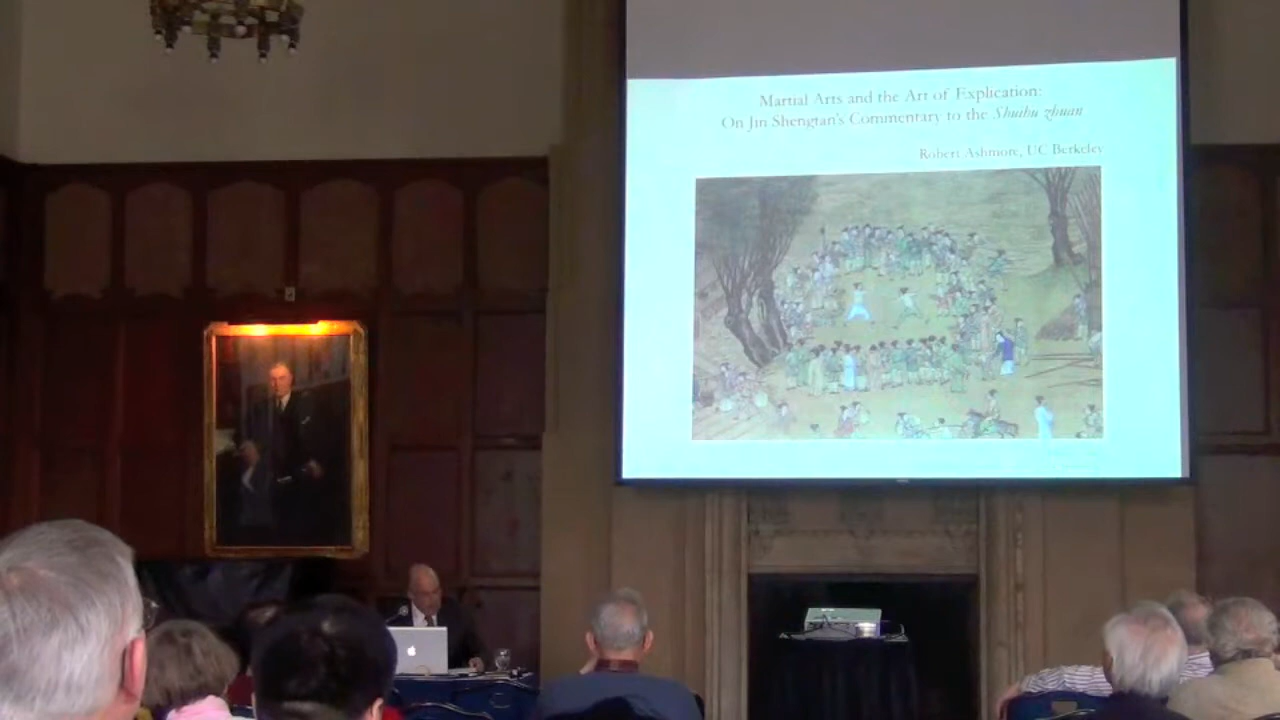 Martial Arts and the Art of Explication:
On Jin Shengtan's Commentary to the Shuihu zhuan
Robert Ashmore, UC Berkeley